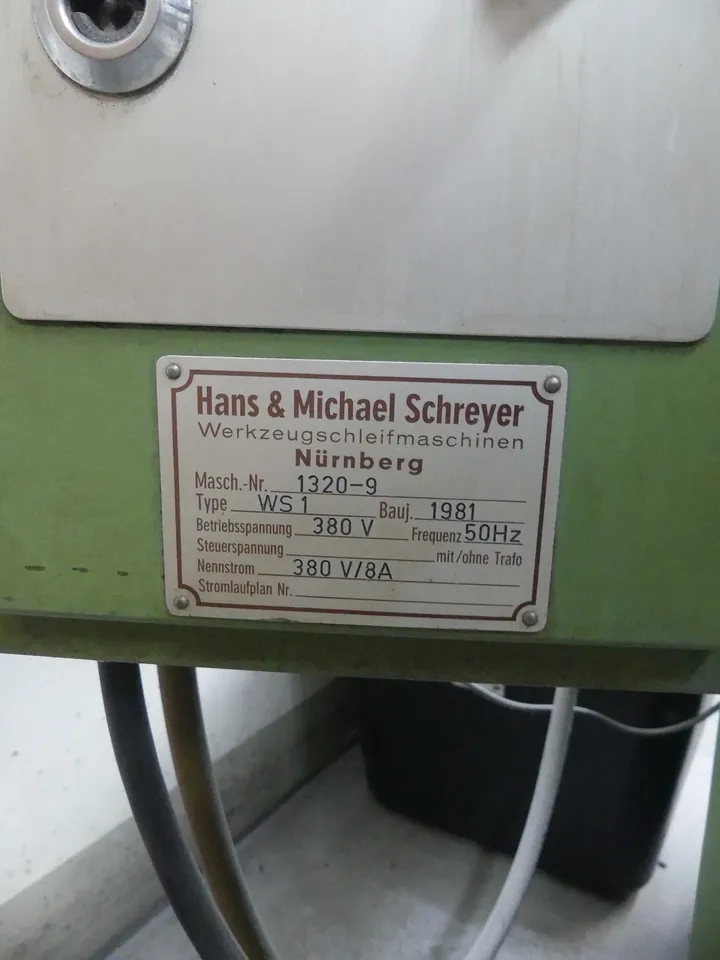 Hans & Michael Schreyer
Werkzeugschleifmaschinen
Nürnberg
Masch.-Nr. 1320-9
Type WS 1 Bauj. 1981
Betriebsspannung 380 V Frequenz 50Hz
Steuerspannung mit/ohne Trafo
Nennstrom 380 V/8A
Stromlaufplan Nr.